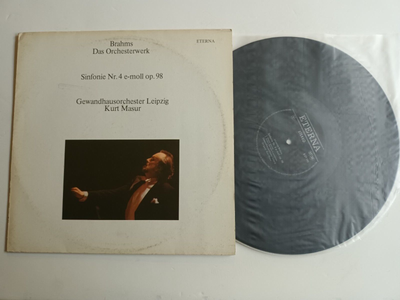 Brahms
Das Orchesterwerk
ETERNA
Sinfonie Nr. 4 e-moll op. 98
Gewandhausorchester Leipzig
Kurt Masur
ETERNA